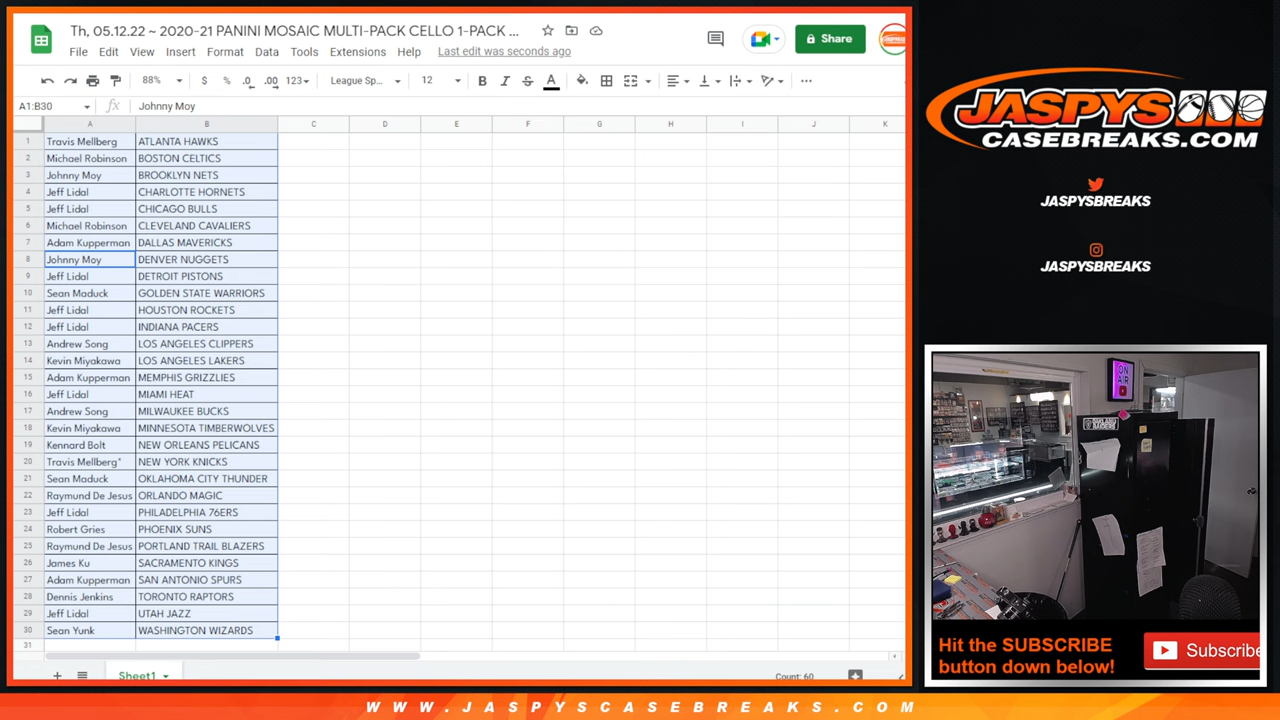 Th, 05.12.22 ~ 2020-21 PANINI MOSAIC MULTI-PACK CELLO 1-PACK ...
File Edit View Insert Format Data Tools Extensions Help Last edit was seconds ago
Share
88% $ % .0 .00 123 League Sp... 12 B I S A
A1:B30 fx Johnny Moy
A B C D E F G H I J K
1 Travis Mellberg ATLANTA HAWKS
2 Michael Robinson BOSTON CELTICS
3 Johnny Moy BROOKLYN NETS
4 Jeff Lidal CHARLOTTE HORNETS
5 Jeff Lidal CHICAGO BULLS
6 Michael Robinson CLEVELAND CAVALIERS
7 Adam Kupperman DALLAS MAVERICKS
8 Johnny Moy DENVER NUGGETS
9 Jeff Lidal DETROIT PISTONS
10 Sean Maduck GOLDEN STATE WARRIORS
11 Jeff Lidal HOUSTON ROCKETS
12 Jeff Lidal INDIANA PACERS
13 Andrew Song LOS ANGELES CLIPPERS
14 Kevin Miyakawa LOS ANGELES LAKERS
15 Adam Kupperman MEMPHIS GRIZZLIES
16 Jeff Lidal MIAMI HEAT
17 Andrew Song MILWAUKEE BUCKS
18 Kevin Miyakawa MINNESOTA TIMBERWOLVES
19 Kennard Bolt NEW ORLEANS PELICANS
20 Travis Mellberg* NEW YORK KNICKS
21 Sean Maduck OKLAHOMA CITY THUNDER
22 Raymund De Jesus ORLANDO MAGIC
23 Jeff Lidal PHILADELPHIA 76ERS
24 Robert Gries PHOENIX SUNS
25 Raymund De Jesus PORTLAND TRAIL BLAZERS
26 James Ku SACRAMENTO KINGS
27 Adam Kupperman SAN ANTONIO SPURS
28 Dennis Jenkins TORONTO RAPTORS
29 Jeff Lidal UTAH JAZZ
30 Sean Yunk WASHINGTON WIZARDS
31
Sheet1
Count: 60
JASPYS
CASEBREAKS.COM
JASPYSBREAKS
JASPYSBREAKS
ON
AIR
Hit the SUBSCRIBE
button down below!
Subscribe
WWW.JASPYSCASEBREAKS.COM